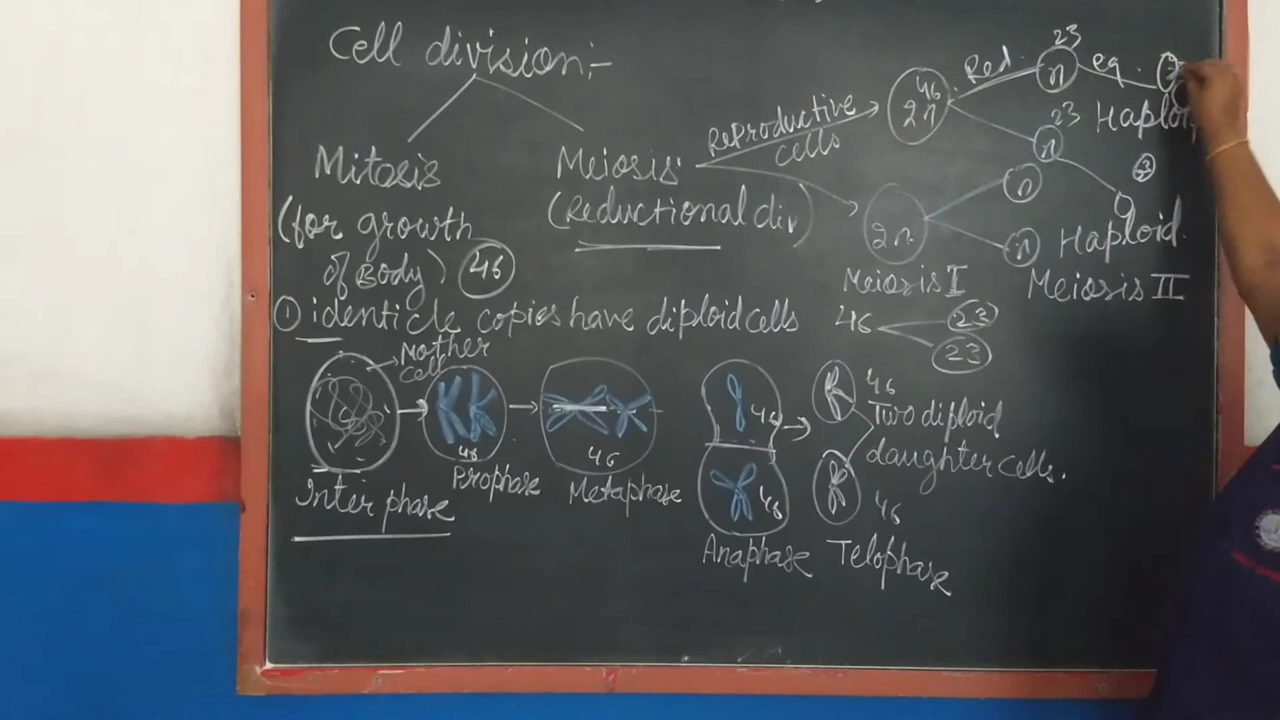 Cell division:-
Mitosis
(for growth
of Body) 46
Meiosis:
(Reductional div)
Reproductive
cells
46
2n
Red.
23
n
eq.
Haploi
23
n
2n
n
n
Haploid.
Meiosis I
Meiosis II
46
23
23
① identicle copies have diploid cells
Mother
cell
Inter phase
46
Prophase
46
Metaphase
46
46
Anaphase
46
Two diploid
daughter cells.
46
Telophase